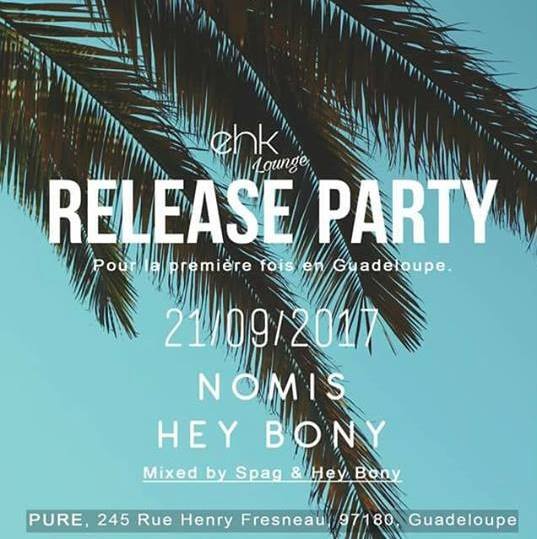 ehk
Lounge
RELEASE PARTY
Pour la première fois en Guadeloupe.
21/09/2017
NOMIS
HEY BONY
Mixed by Spag & Hey Bony
PURE, 245 Rue Henry Fresneau, 97180, Guadeloupe